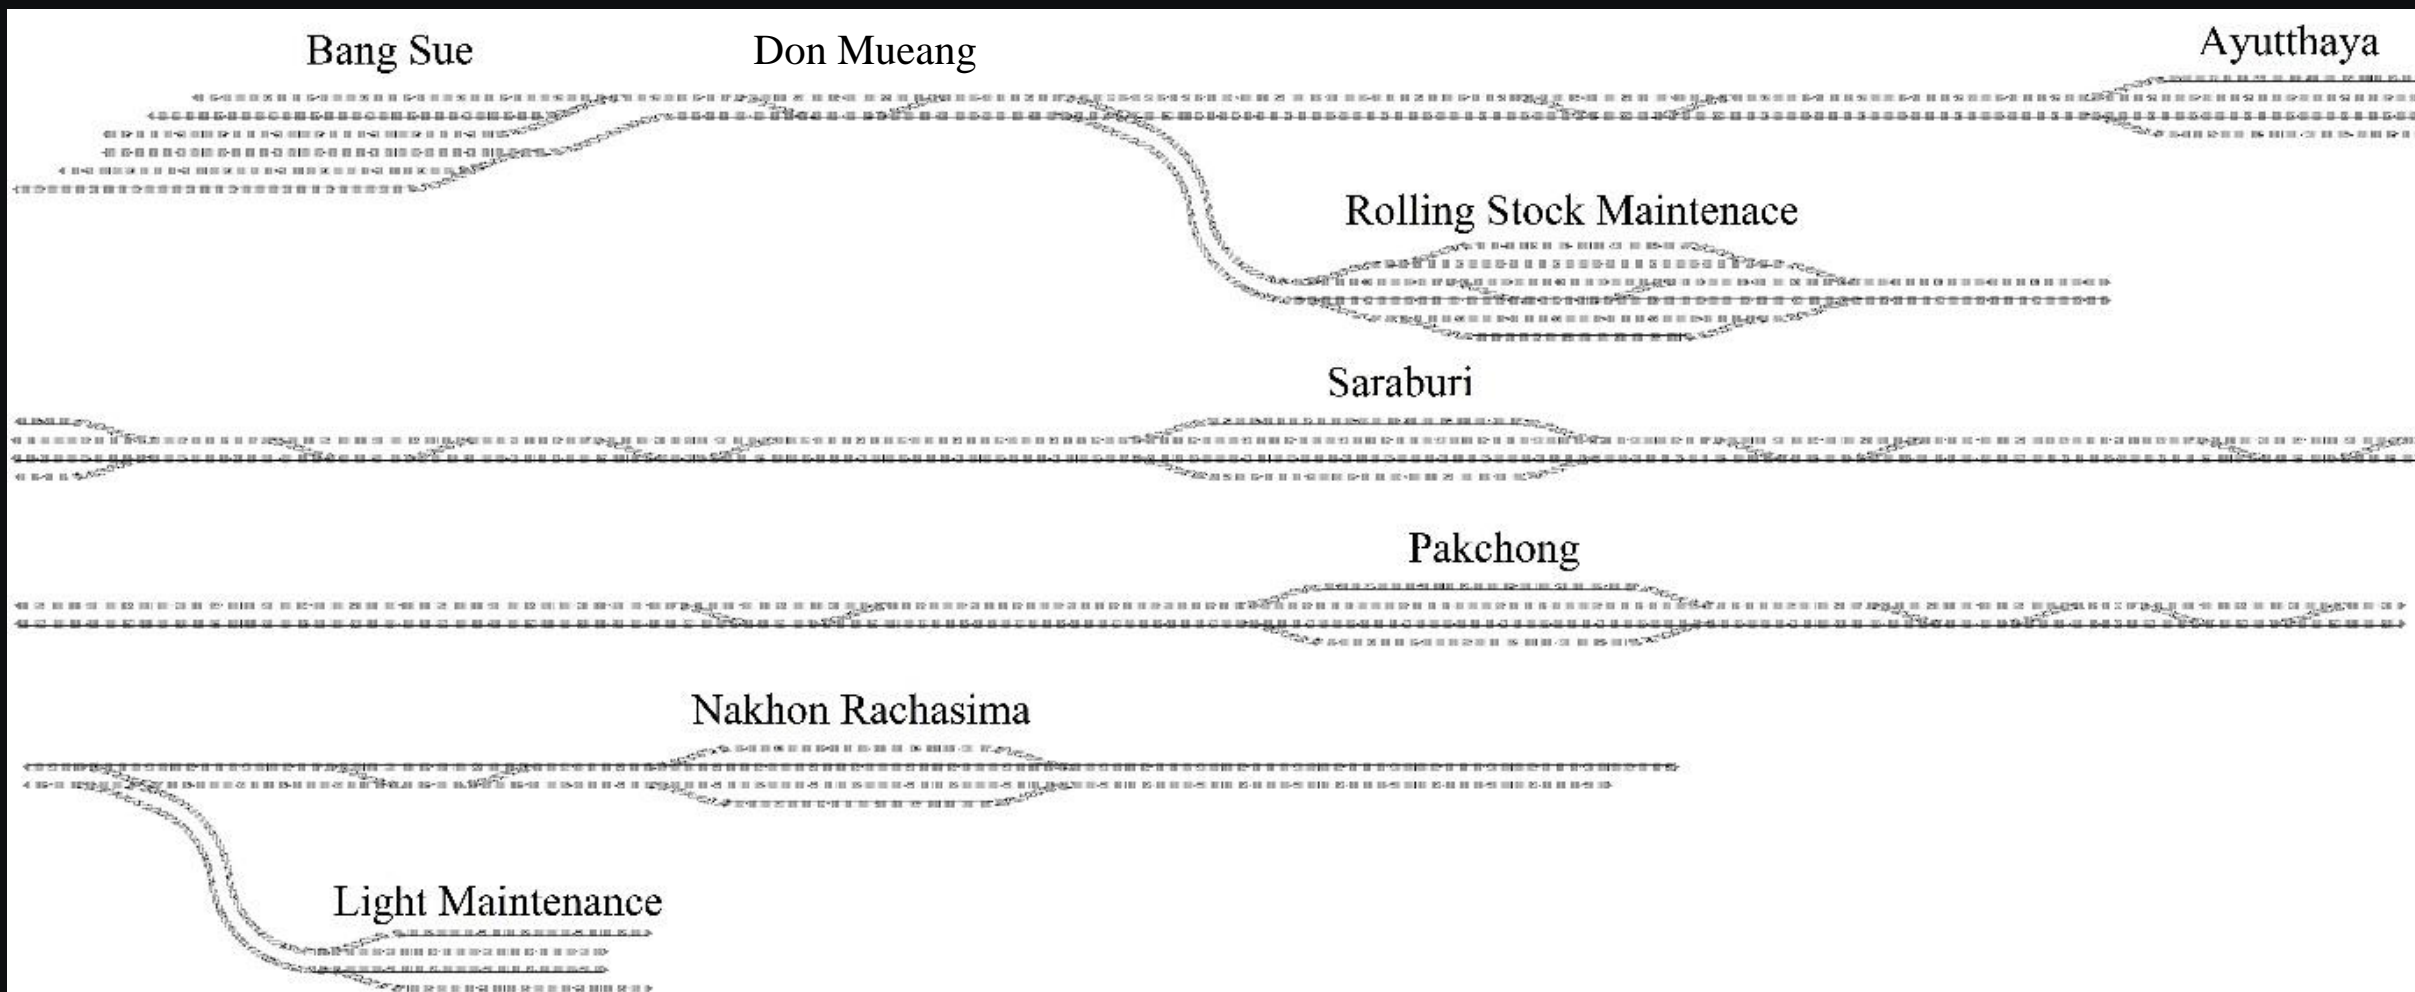 Bang Sue
Don Mueang
Ayutthaya
Rolling Stock Maintenace
Saraburi
Pakchong
Nakhon Rachasima
Light Maintenance